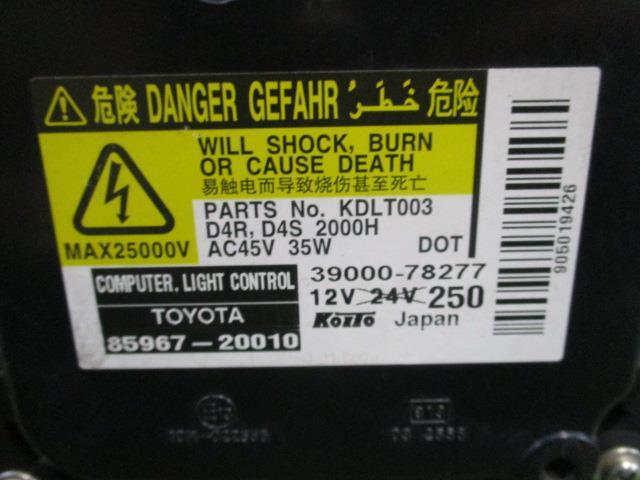 危険 DANGER GEFAHR خَطَرُ 危险
WILL SHOCK, BURN
OR CAUSE DEATH
易触电而导致烧伤甚至死亡
MAX25000V
PARTS No. KDLT003
D4R, D4S 2000H
AC45V 35W DOT
COMPUTER. LIGHT CONTROL
TOYOTA
85967-20010
39000-78277
12V 24V 250
KOITO Japan
905019426